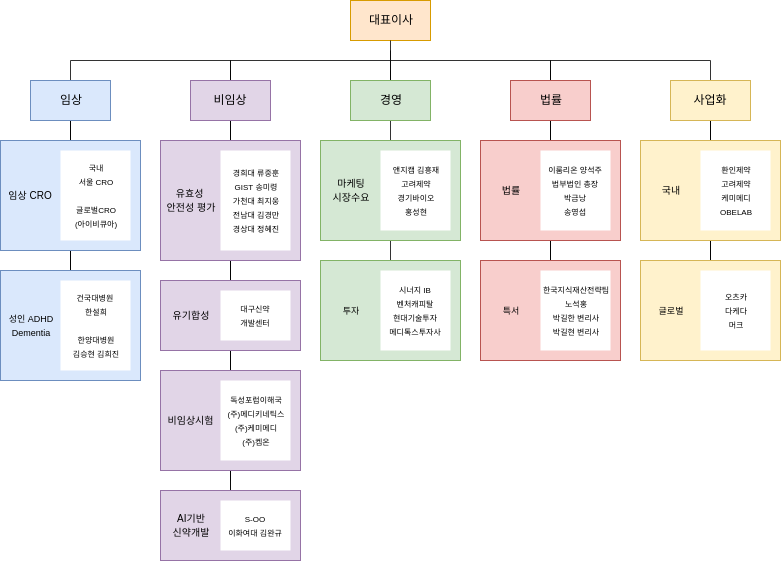 대표이사
임상
비임상
경영
법률
사업화
임상 CRO
국내
서울 CRO
글로벌CRO
(아이비큐아)
성인 ADHD
Dementia
건국대병원
한설희
한양대병원
김승현 김희진
유효성
안전성 평가
경희대 류종훈
GIST 송미령
가천대 최지웅
전남대 김경만
경상대 정혜진
유기합성
대구신약
개발센터
비임상시험
독성포럼이해국
(주)메디키네틱스
(주)케미메디
(주)켐온
AI기반
신약개발
S-OO
이화여대 김완규
마케팅
시장수요
앤지캠 김흥재
고려제약
경기바이오
홍성현
투자
시너지 IB
벤처캐피탈
현대기술투자
메디톡스투자사
법률
이룸리온 양석주
법부법인 충장
박금낭
송영섭
특서
한국지식재산전략팀
노석홍
박길한 변리사
박길현 변리사
국내
환인제약
고려제약
케미메디
OBELAB
글로벌
오츠카
다케다
머크